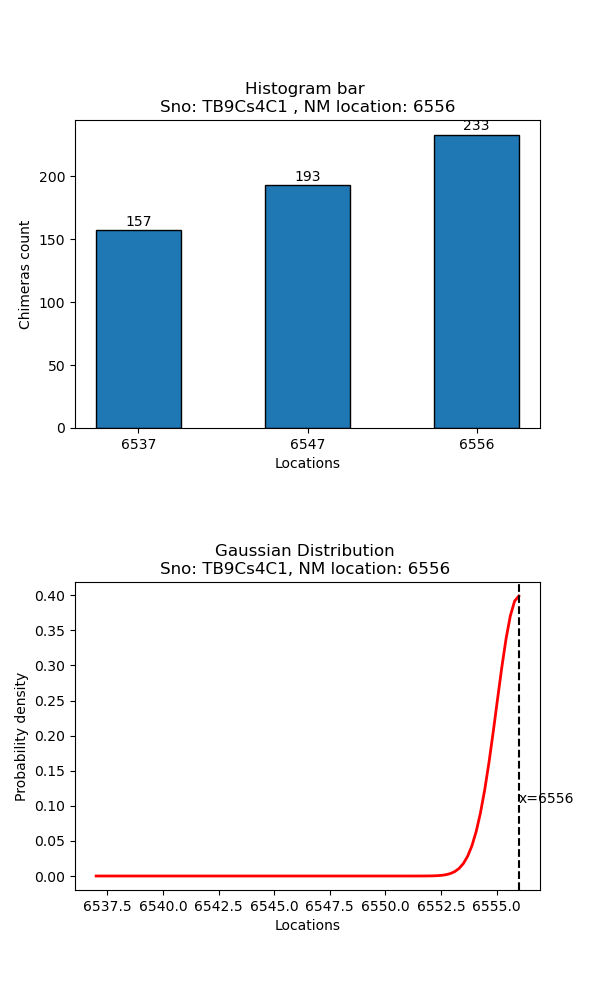 Histogram bar
Sno: TB9Cs4C1 , NM location: 6556
233
200
193
157
150
Chimeras count
100
50
0
6537 6547 6556
Locations
Gaussian Distribution
Sno: TB9Cs4C1, NM location: 6556
0.40
0.35
0.30
0.25
0.20
Probability density
0.15
0.10
x=6556
0.05
0.00
6537.5 6540.0 6542.5 6545.0 6547.5 6550.0 6552.5 6555.0
Locations